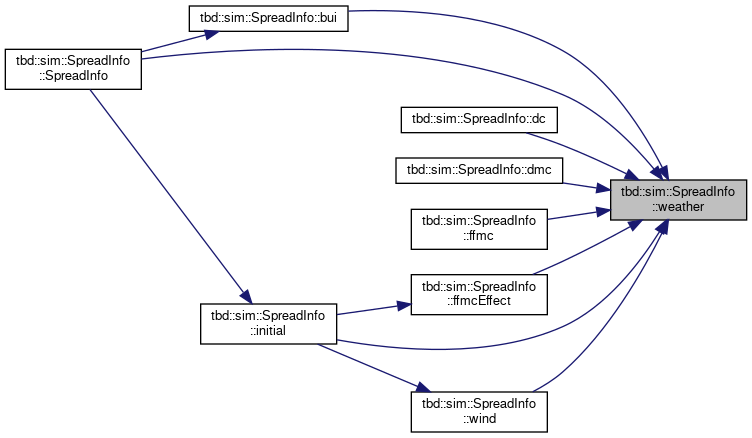 tbd::sim::SpreadInfo::bui
tbd::sim::SpreadInfo
::SpreadInfo
tbd::sim::SpreadInfo::dc
tbd::sim::SpreadInfo::dmc
tbd::sim::SpreadInfo
::weather
tbd::sim::SpreadInfo
::ffmc
tbd::sim::SpreadInfo
::ffmcEffect
tbd::sim::SpreadInfo
::initial
tbd::sim::SpreadInfo
::wind